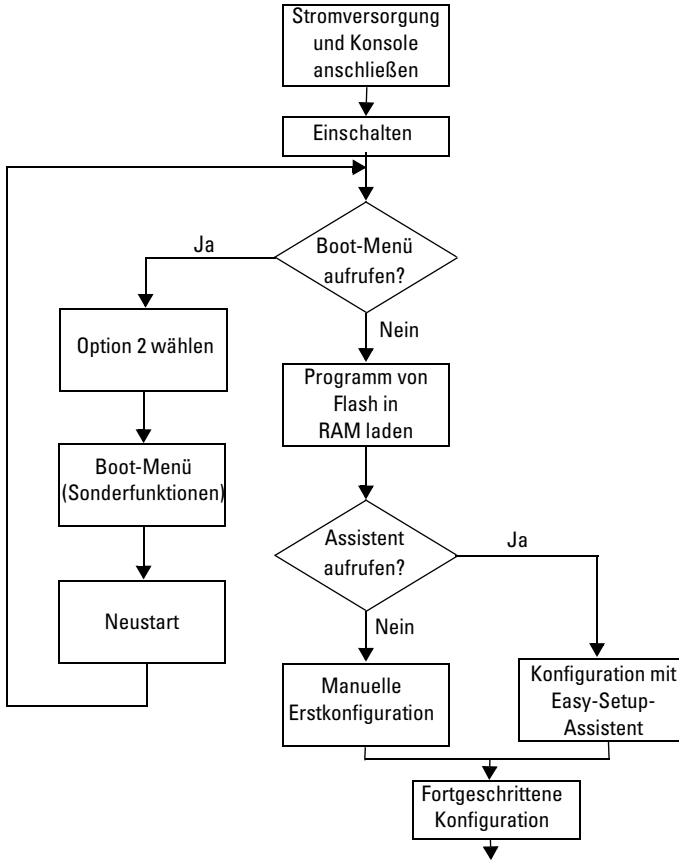 Stromversorgung
und Konsole
anschließen
Einschalten
Boot-Menü
aufrufen?
Ja
Nein
Option 2 wählen
Programm von
Flash in
RAM laden
Boot-Menü
(Sonderfunktionen)
Assistent
aufrufen?
Ja
Nein
Neustart
Manuelle
Erstkonfiguration
Konfiguration mit
Easy-Setup-
Assistent
Fortgeschrittene
Konfiguration